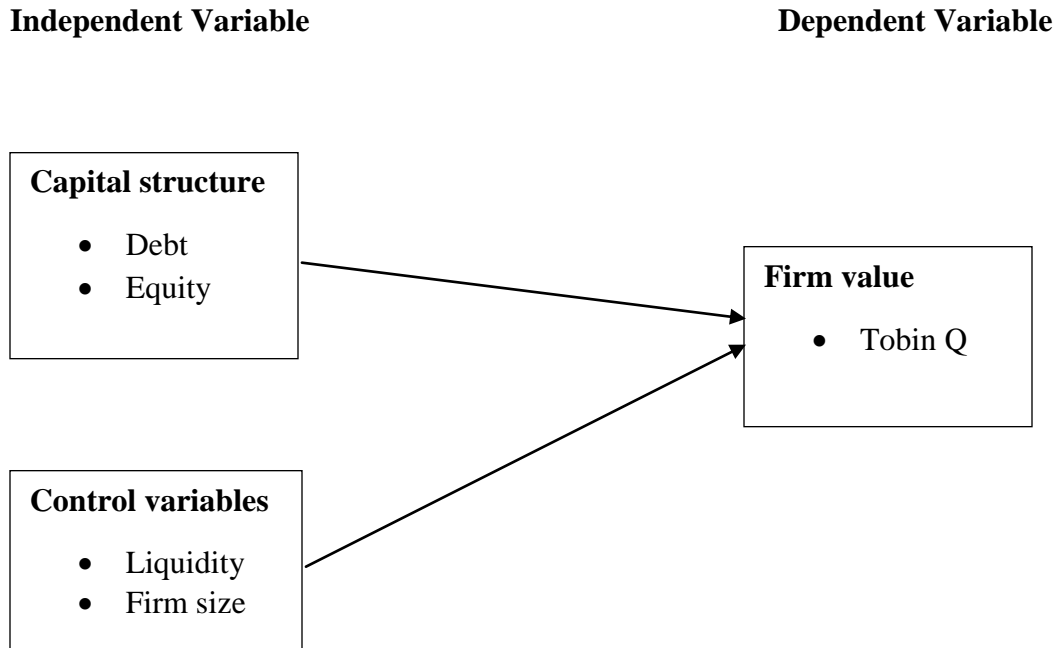 Independent Variable
Dependent Variable
Capital structure
• Debt
• Equity
Firm value
• Tobin Q
Control variables
• Liquidity
• Firm size